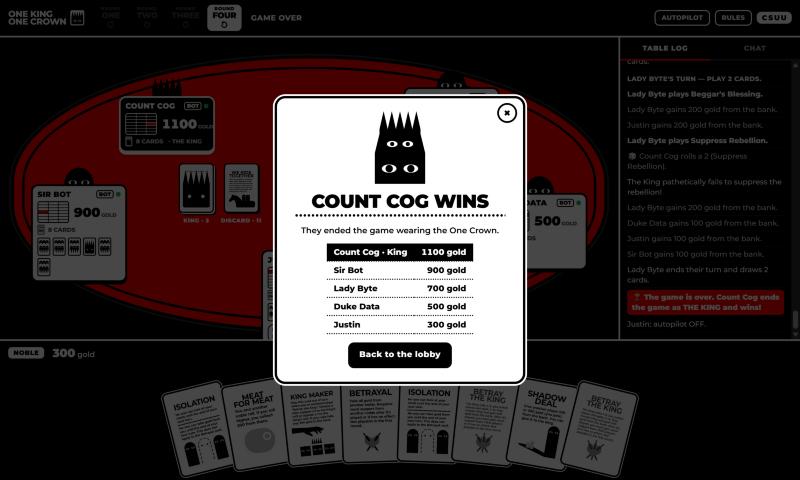 ONE KING
ONE CROWN
ROUND
ONE
ROUND
TWO
ROUND
THREE
ROUND
FOUR
GAME OVER
AUTOPILOT
RULES
CSUU
TABLE LOG
CHAT
cards.
LADY BYTE'S TURN — PLAY 2 CARDS.
Lady Byte plays Beggar's Blessing.
Lady Byte gains 200 gold from the bank.
Justin gains 200 gold from the bank.
Lady Byte plays Suppress Rebellion.
Count Cog rolls a 2 (Suppress
Rebellion).
The King pathetically fails to suppress the
rebellion!
Lady Byte gains 200 gold from the bank.
Duke Data gains 100 gold from the bank.
Justin gains 100 gold from the bank.
Sir Bot gains 100 gold from the bank.
Lady Byte ends their turn and draws 2
cards.
The game is over. Count Cog ends
the game as THE KING and wins!
Justin: autopilot OFF.
COUNT COG
BOT
1100 GOLD
8 CARDS · THE KING
SIR BOT
BOT
900 GOLD
8 CARDS
KING · 3
DISCARD · 11
DATA
BOT
500 GOLD
COUNT COG WINS
They ended the game wearing the One Crown.
Count Cog · King 1100 gold
Sir Bot 900 gold
Lady Byte 700 gold
Duke Data 500 gold
Justin 300 gold
Back to the lobby
NOBLE
300 gold
ISOLATION
MEAT
FOR MEAT
KING MAKER
BETRAYAL
ISOLATION
BETRAY
THE KING
SHADOW
DEAL
BETRAY
THE KING